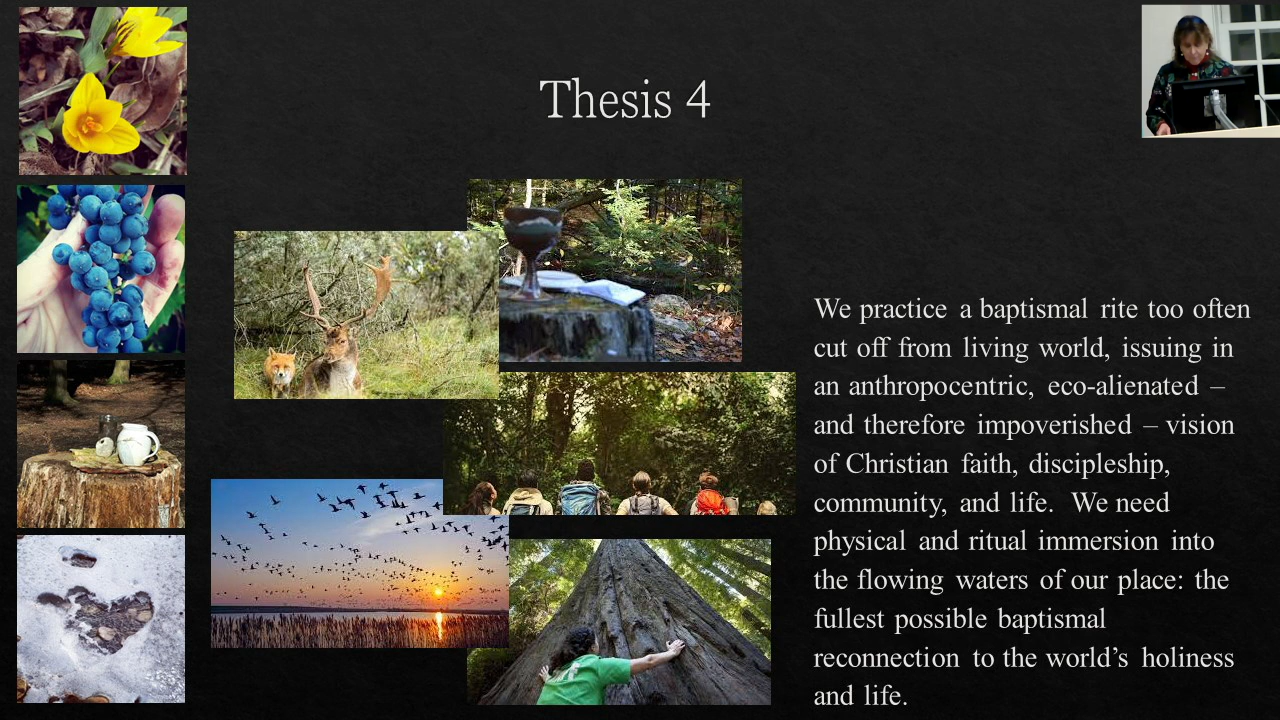 Thesis 4
We practice a baptismal rite too often
cut off from living world, issuing in
an anthropocentric, eco-alienated –
and therefore impoverished – vision
of Christian faith, discipleship,
community, and life. We need
physical and ritual immersion into
the flowing waters of our place: the
fullest possible baptismal
reconnection to the world's holiness
and life.